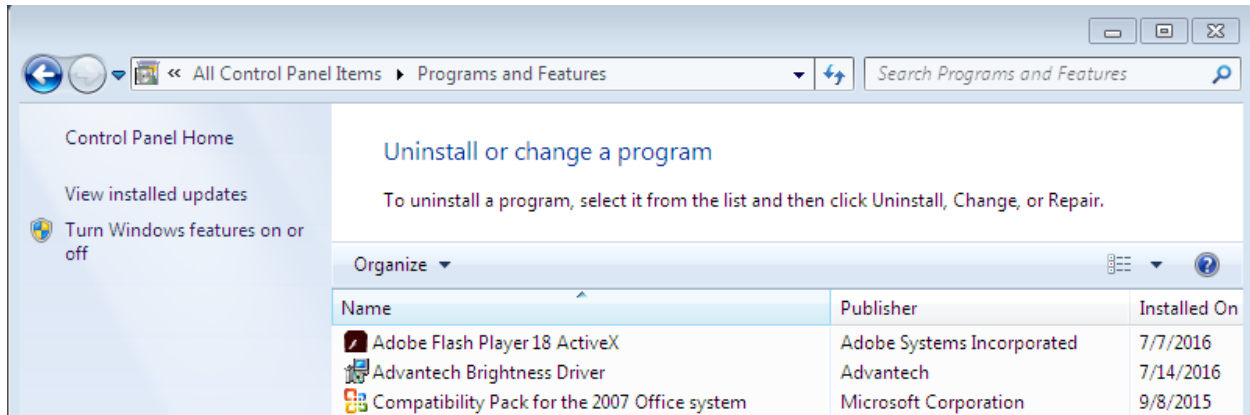 « All Control Panel Items ▸ Programs and Features
Search Programs and Features
Control Panel Home
View installed updates
Turn Windows features on or
off
Uninstall or change a program
To uninstall a program, select it from the list and then click Uninstall, Change, or Repair.
Organize
Name Publisher Installed On
Adobe Flash Player 18 ActiveX Adobe Systems Incorporated 7/7/2016
Advantech Brightness Driver Advantech 7/14/2016
Compatibility Pack for the 2007 Office system Microsoft Corporation 9/8/2015